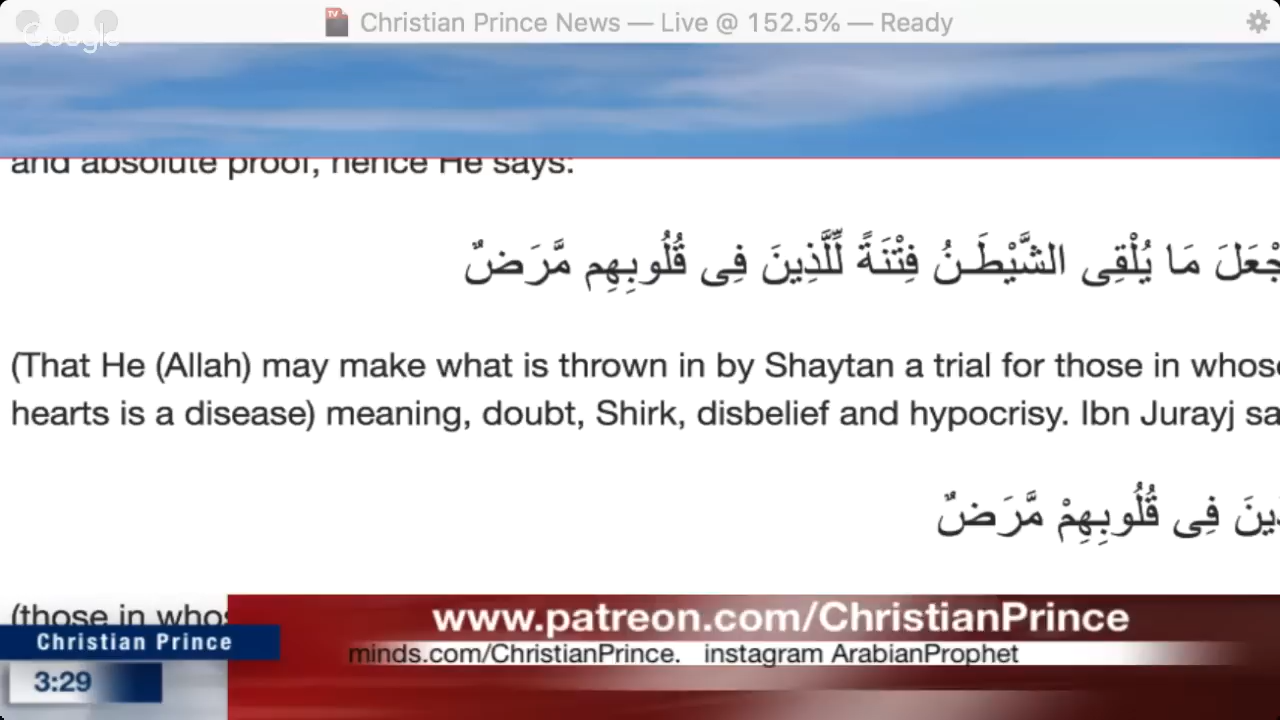 Christian Prince News — Live @ 152.5% — Ready
Google
and absolute proof, hence He says:
جْعَلَ مَا يُلْقِى الشَّيْطَـنُ فِتْنَةً لِّلَّذِينَ فِى قُلُوبِهِم مَّرَضٌ
(That He (Allah) may make what is thrown in by Shaytan a trial for those in whose
hearts is a disease) meaning, doubt, Shirk, disbelief and hypocrisy. Ibn Jurayj sa
ذِينَ فِى قُلُوبِهِمْ مَّرَضٌ
(those in whos
www.patreon.com/ChristianPrince
Christian Prince
minds.com/ChristianPrince. instagram ArabianProphet
3:29